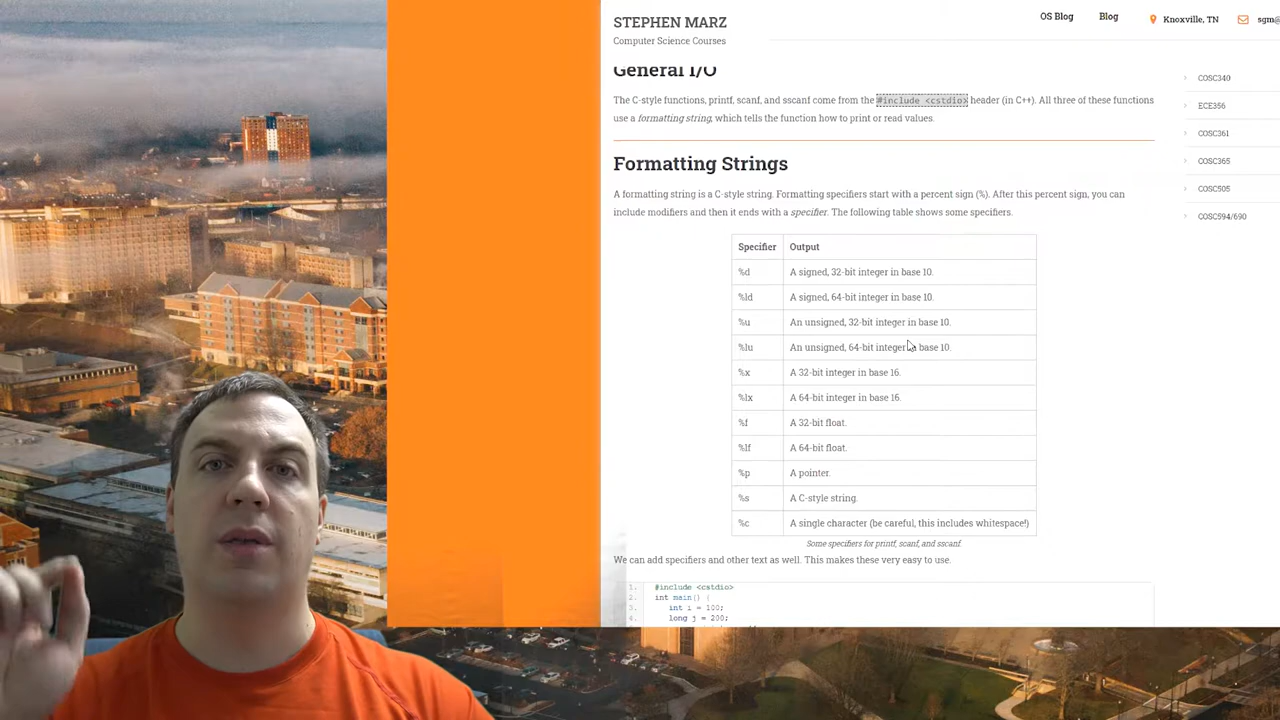 STEPHEN MARZ
Computer Science Courses
OS Blog
Blog
Knoxville, TN
sgm@
General I/O
The C-style functions, printf, scanf, and sscanf come from the #include <cstdio> header (in C++). All three of these functions
use a formatting string, which tells the function how to print or read values.
Formatting Strings
A formatting string is a C-style string. Formatting specifiers start with a percent sign (%). After this percent sign, you can
include modifiers and then it ends with a specifier. The following table shows some specifiers.
Specifier Output
%d A signed, 32-bit integer in base 10.
%ld A signed, 64-bit integer in base 10.
%u An unsigned, 32-bit integer in base 10.
%lu An unsigned, 64-bit integer base 10.
%x A 32-bit integer in base 16.
%lx A 64-bit integer in base 16.
%f A 32-bit float.
%lf A 64-bit float.
%p A pointer.
%s A C-style string.
%c A single character (be careful, this includes whitespace!)
Some specifiers for printf, scanf, and sscanf.
We can add specifiers and other text as well. This makes these very easy to use.
1. #include <cstdio>
2. int main() {
3. int i = 100;
4. long j = 200;
COSC340
ECE356
COSC361
COSC365
COSC505
COSC594/690